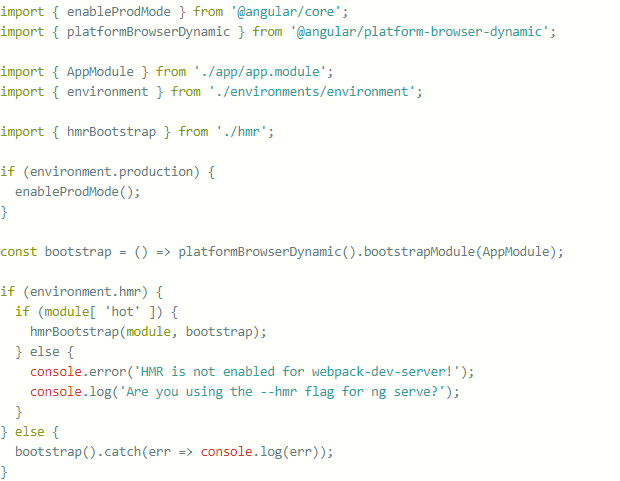 import { enableProdMode } from '@angular/core';
import { platformBrowserDynamic } from '@angular/platform-browser-dynamic';

import { AppModule } from './app/app.module';
import { environment } from './environments/environment';

import { hmrBootstrap } from './hmr';

if (environment.production) {
  enableProdMode();
}

const bootstrap = () => platformBrowserDynamic().bootstrapModule(AppModule);

if (environment.hmr) {
  if (module[ 'hot' ]) {
    hmrBootstrap(module, bootstrap);
  } else {
    console.error('HMR is not enabled for webpack-dev-server!');
    console.log('Are you using the --hmr flag for ng serve?');
  }
} else {
  bootstrap().catch(err => console.log(err));
}